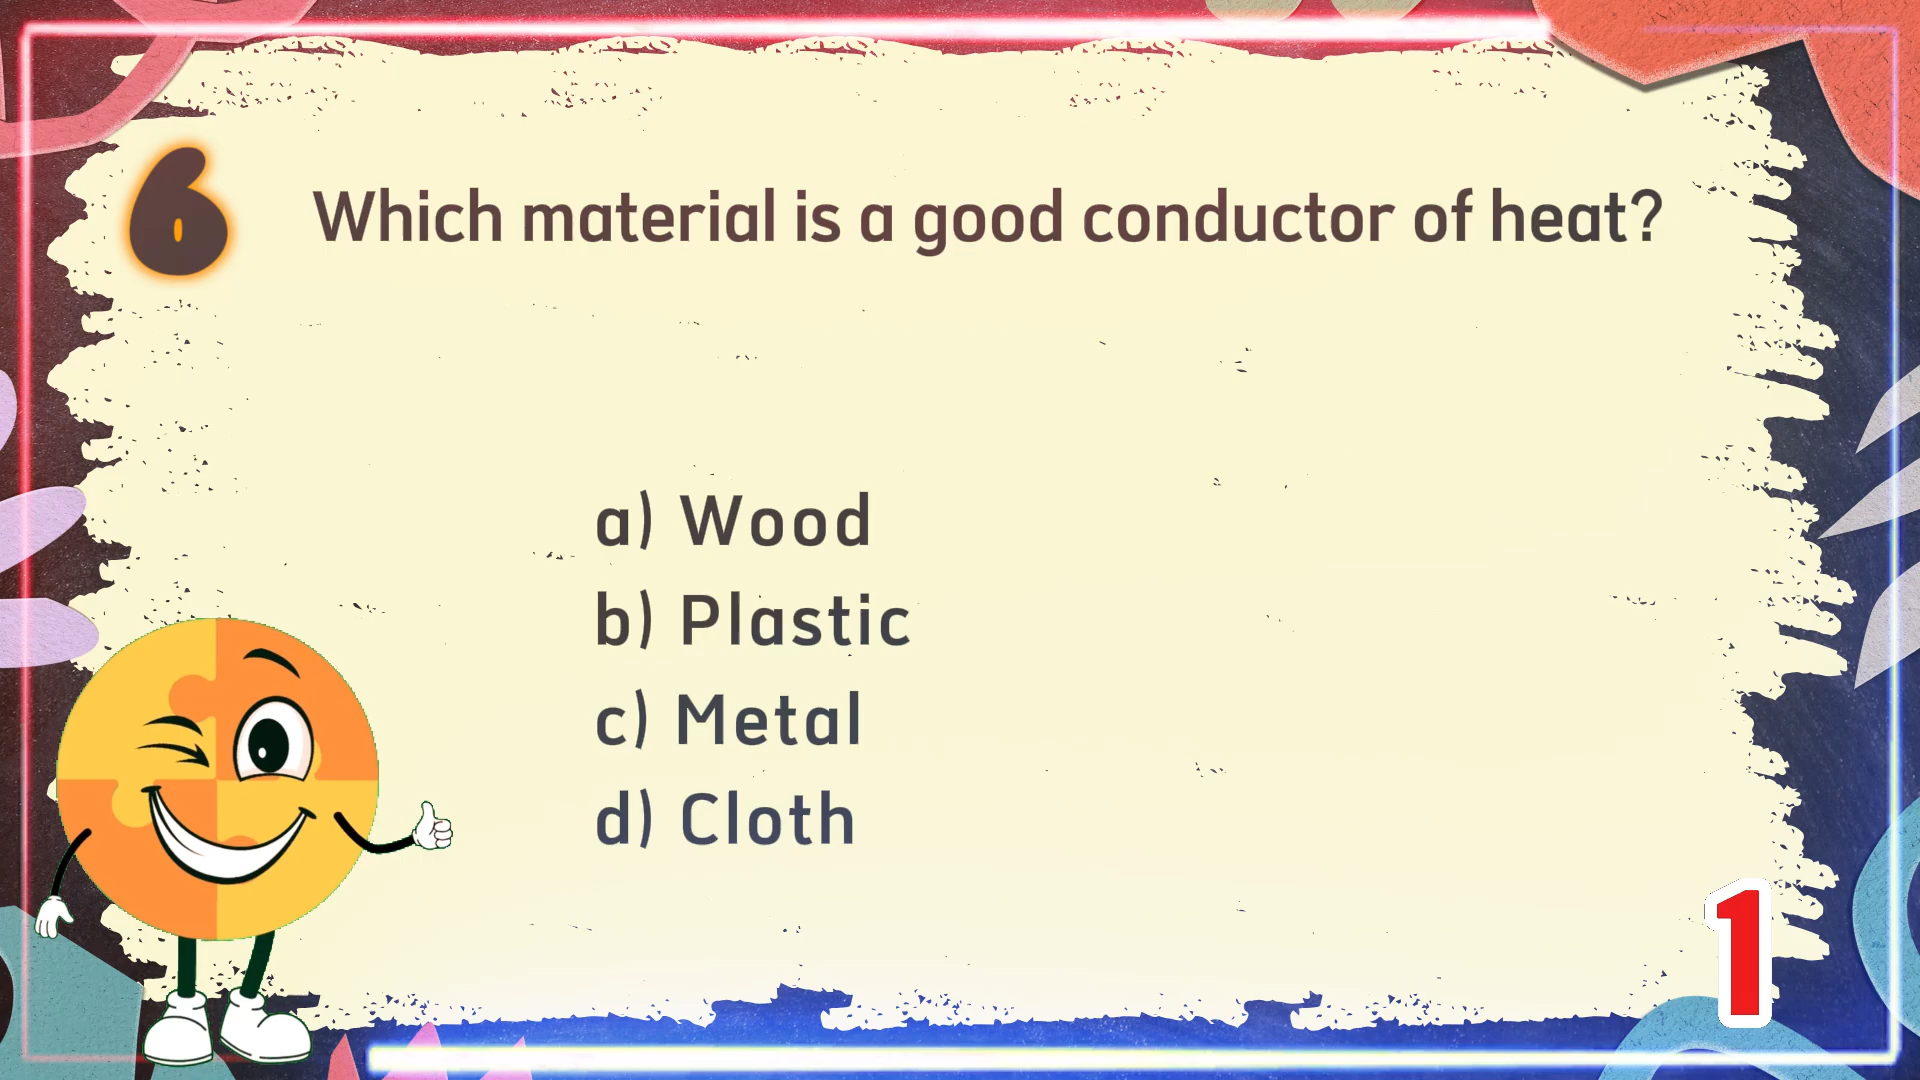 6
Which material is a good conductor of heat?
a) Wood
b) Plastic
c) Metal
d) Cloth
1